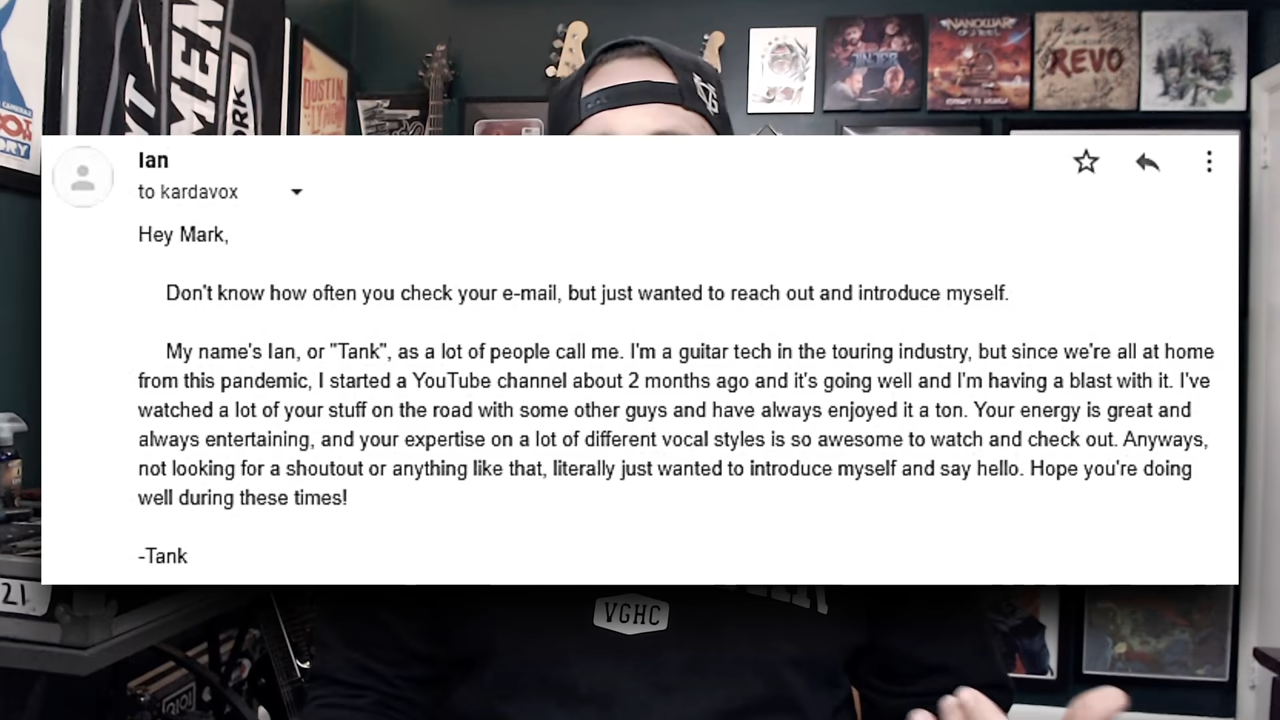 MEN
ORK
DUSTIN
JINJER
NANOWAR
REVO
Ian
to kardavox
Hey Mark,
Don't know how often you check your e-mail, but just wanted to reach out and introduce myself.
My name's Ian, or "Tank", as a lot of people call me. I'm a guitar tech in the touring industry, but since we're all at home
from this pandemic, I started a YouTube channel about 2 months ago and it's going well and I'm having a blast with it. I've
watched a lot of your stuff on the road with some other guys and have always enjoyed it a ton. Your energy is great and
always entertaining, and your expertise on a lot of different vocal styles is so awesome to watch and check out. Anyways,
not looking for a shoutout or anything like that, literally just wanted to introduce myself and say hello. Hope you're doing
well during these times!
-Tank
21
VGHC